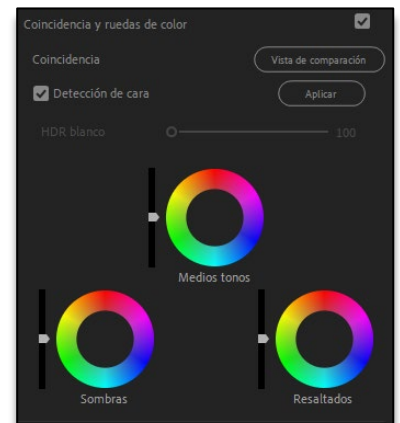 Coincidencia y ruedas de color
Coincidencia
Vista de comparación
Detección de cara
Aplicar
HDR blanco
100
Medios tonos
Sombras
Resaltados